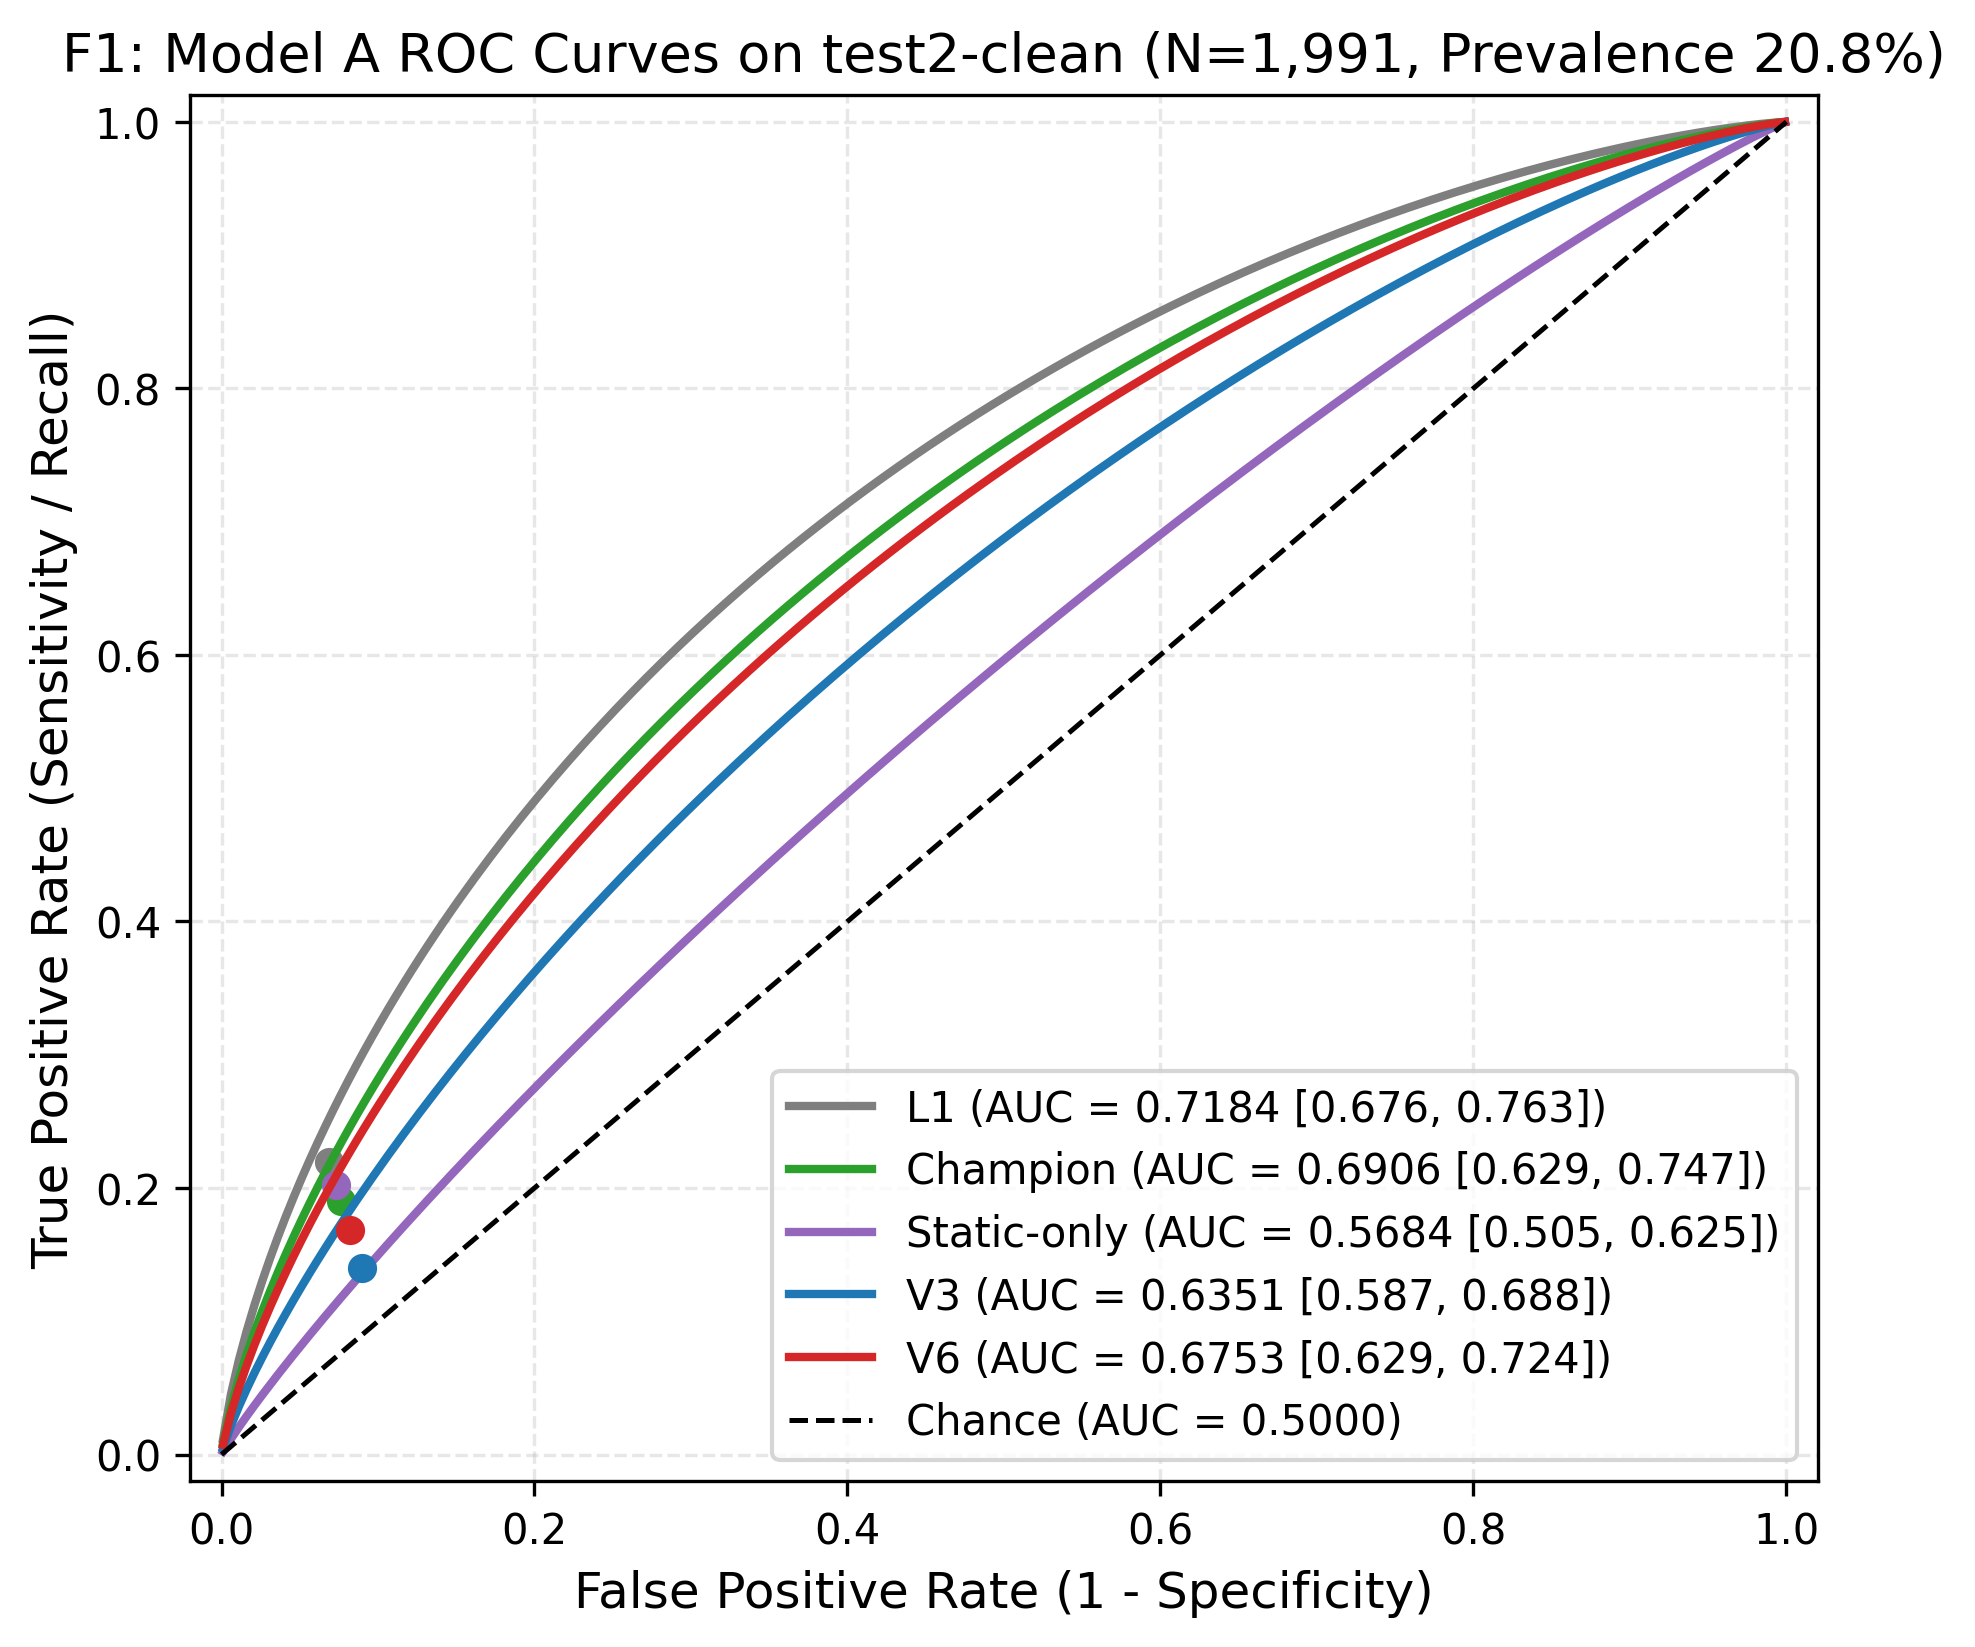 F1: Model A ROC Curves on test2-clean (N=1,991, Prevalence 20.8%)
True Positive Rate (Sensitivity / Recall)
1.0
0.8
0.6
0.4
0.2
0.0
L1 (AUC = 0.7184 [0.676, 0.763])
Champion (AUC = 0.6906 [0.629, 0.747])
Static-only (AUC = 0.5684 [0.505, 0.625])
V3 (AUC = 0.6351 [0.587, 0.688])
V6 (AUC = 0.6753 [0.629, 0.724])
Chance (AUC = 0.5000)
0.0 0.2 0.4 0.6 0.8 1.0
False Positive Rate (1 - Specificity)